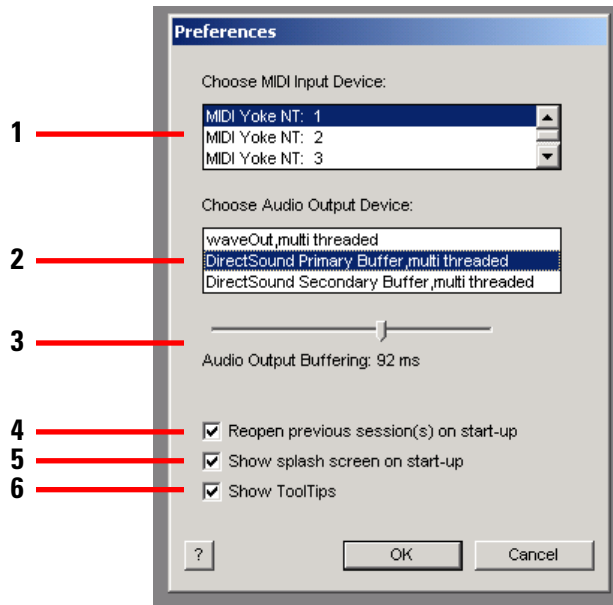 Preferences
Choose MIDI Input Device:
1
MIDI Yoke NT: 1
MIDI Yoke NT: 2
MIDI Yoke NT: 3
Choose Audio Output Device:
2
waveOut,multi threaded
DirectSound Primary Buffer,multi threaded
DirectSound Secondary Buffer,multi threaded
3
Audio Output Buffering: 92 ms
4 Reopen previous session(s) on start-up
5 Show splash screen on start-up
6 Show ToolTips
? OK Cancel